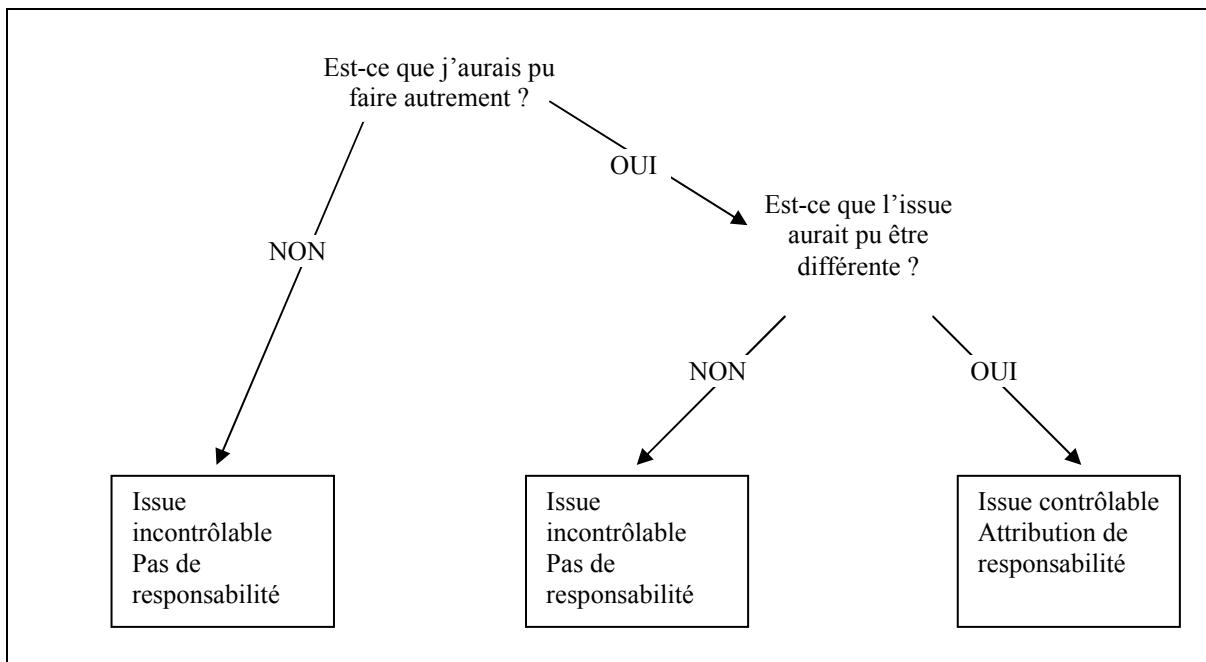 Est-ce que j’aurais pu
faire autrement ?
OUI
Est-ce que l’issue
aurait pu être
différente ?
NON
NON
OUI
Issue
incontrôlable
Pas de
responsabilité
Issue
incontrôlable
Pas de
responsabilité
Issue contrôlable
Attribution de
responsabilité